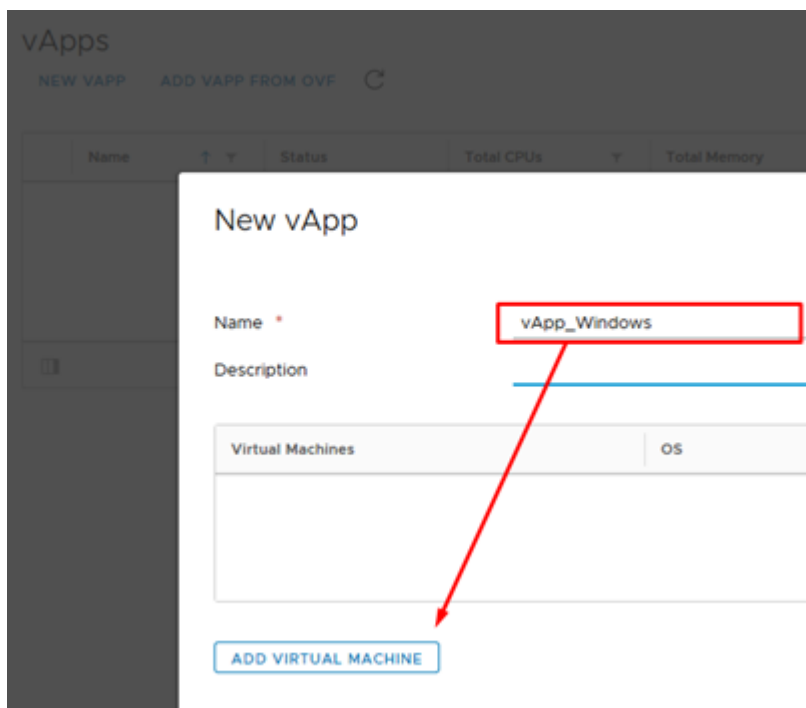 vApps
NEW VAPP ADD VAPP FROM OVF
Name Status Total CPUs Total Memory
New vApp
Name * vApp_Windows
Description
Virtual Machines OS
ADD VIRTUAL MACHINE